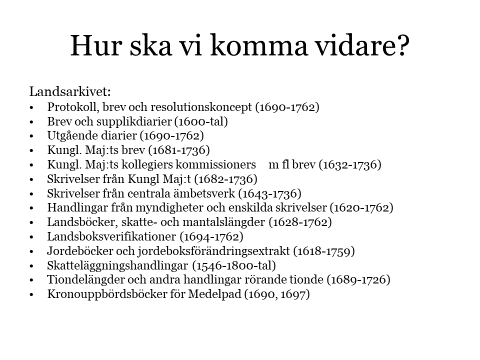 Hur ska vi komma vidare?
Landsarkivet:
• Protokoll, brev och resolutionskoncept (1690-1762)
• Brev och supplikdiarier (1600-tal)
• Utgående diarier (1690-1762)
• Kungl. Maj:ts brev (1681-1736)
• Kungl. Maj:ts kollegiers kommissioners m fl brev (1632-1736)
• Skrivelser från Kungl Maj:t (1682-1736)
• Skrivelser från centrala ämbetsverk (1643-1736)
• Handlingar från myndigheter och enskilda skrivelser (1620-1762)
• Landsböcker, skatte- och mantalslängder (1628-1762)
• Landsboksverifikationer (1694-1762)
• Jordeböcker och jordeboksförändringsextrakt (1618-1759)
• Skatteläggningshandlingar (1546-1800-tal)
• Tiondelängder och andra handlingar rörande tionde (1689-1726)
• Kronouppbördsböcker för Medelpad (1690, 1697)